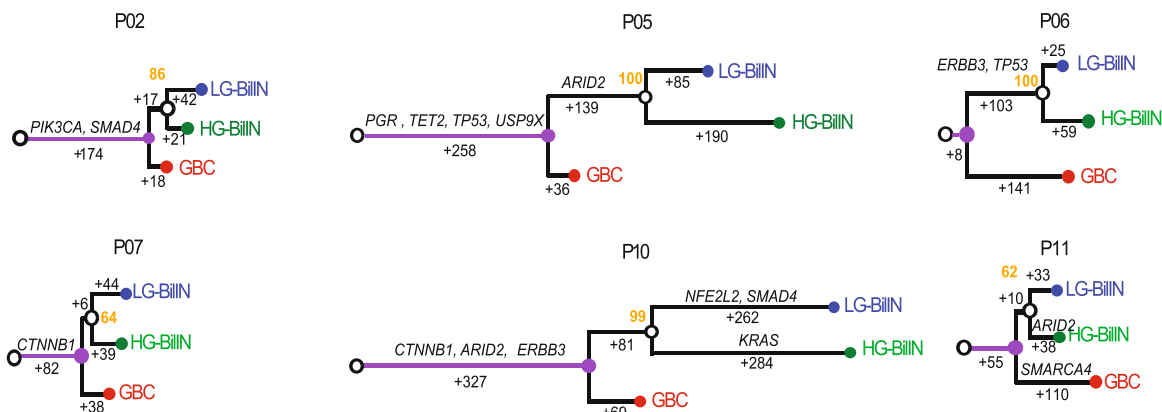 P02
86
+17
+42
LG-BilIN
PIK3CA, SMAD4
+174
HG-BilIN
+21
GBC
+18
P05
ARID2
100
+139
+85
LG-BilIN
PGR , TET2, TP53, USP9X
+258
HG-BilIN
+190
GBC
+36
P06
+25
ERBB3, TP53
LG-BilIN
100
+103
HG-BilIN
+59
+8
GBC
+141
P07
+44
LG-BilIN
+6
64
CTNNB1
+82
HG-BilIN
+39
GBC
+38
P10
NFE2L2, SMAD4
LG-BilIN
+262
99
+81
KRAS
HG-BilIN
+284
CTNNB1, ARID2, ERBB3
+327
GBC
+69
P11
62
+33
LG-BilIN
+10
ARID2
HG-BilIN
+38
+55
SMARCA4
GBC
+110